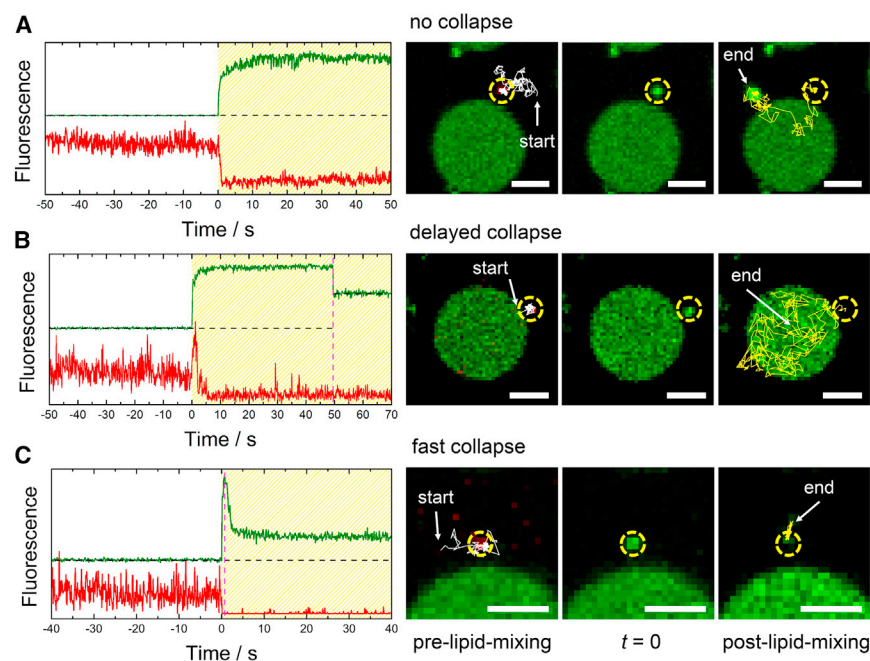 A
no collapse
Fluorescence
-50 -40 -30 -20 -10 0 10 20 30 40 50
Time / s
start
end
B
delayed collapse
Fluorescence
-50 -40 -30 -20 -10 0 10 20 30 40 50 60 70
Time / s
start
end
C
fast collapse
Fluorescence
-40 -30 -20 -10 0 10 20 30 40
Time / s
start
end
pre-lipid-mixing
t = 0
post-lipid-mixing